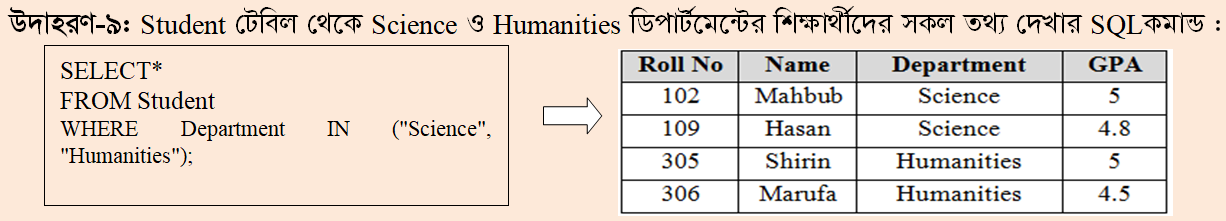 উদাহরণ-৯: Student টেবিল থেকে Science ও Humanities ডিপার্টমেন্টের শিক্ষার্থীদের সকল তথ্য দেখার SQLকমান্ড :
SELECT*
FROM Student
WHERE Department IN ("Science",
"Humanities");
Roll No Name Department GPA
102 Mahbub Science 5
109 Hasan Science 4.8
305 Shirin Humanities 5
306 Marufa Humanities 4.5